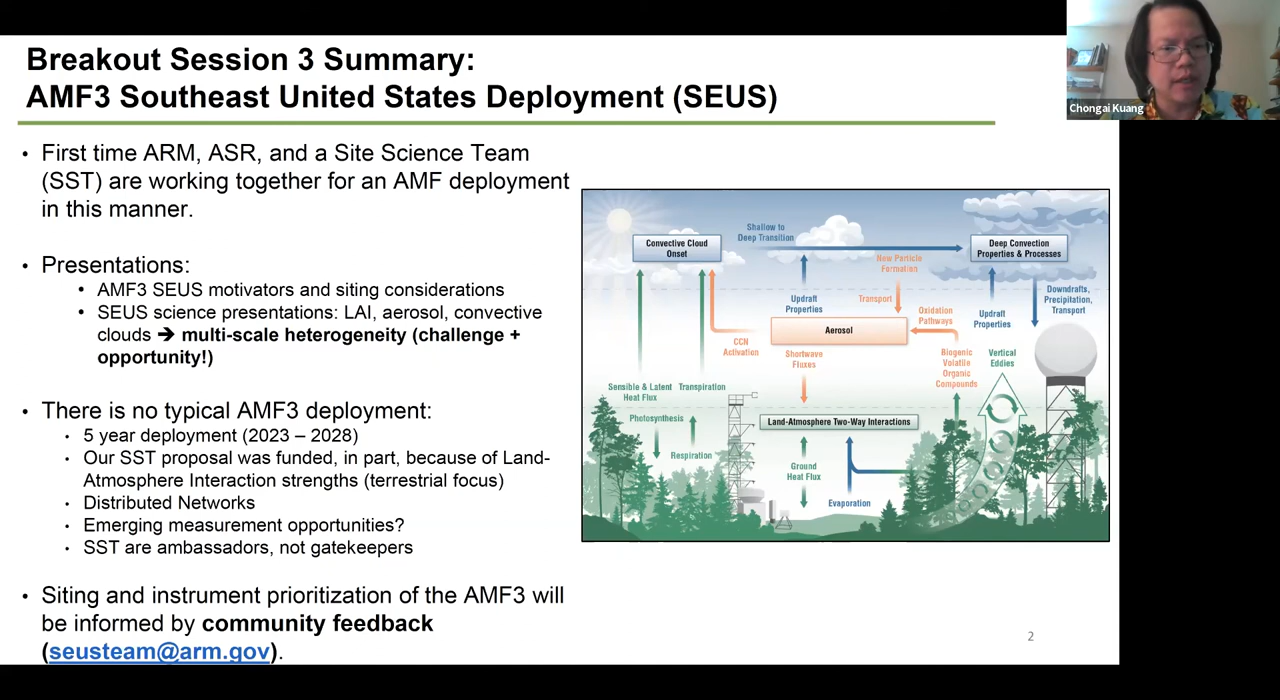 Breakout Session 3 Summary:
AMF3 Southeast United States Deployment (SEUS)
Chongai Kuang
• First time ARM, ASR, and a Site Science Team
(SST) are working together for an AMF deployment
in this manner.
• Presentations:
• AMF3 SEUS motivators and siting considerations
• SEUS science presentations: LAI, aerosol, convective
clouds ➔ multi-scale heterogeneity (challenge +
opportunity!)
• There is no typical AMF3 deployment:
• 5 year deployment (2023 – 2028)
• Our SST proposal was funded, in part, because of Land-
Atmosphere Interaction strengths (terrestrial focus)
• Distributed Networks
• Emerging measurement opportunities?
• SST are ambassadors, not gatekeepers
• Siting and instrument prioritization of the AMF3 will
be informed by community feedback
(seusteam@arm.gov).
Convective Cloud
Onset
Shallow to
Deep Transition
Deep Convection
Properties & Processes
New Particle
Formation
Updraft
Properties
Transport
Oxidation
Pathways
Updraft
Properties
Downdrafts,
Precipitation,
Transport
Aerosol
CCN
Activation
Shortwave
Fluxes
Biogenic
Volatile
Organic
Compounds
Vertical
Eddies
Sensible & Latent
Heat Flux
Transpiration
Photosynthesis
Respiration
Land-Atmosphere Two-Way Interactions
Ground
Heat Flux
Evaporation
2